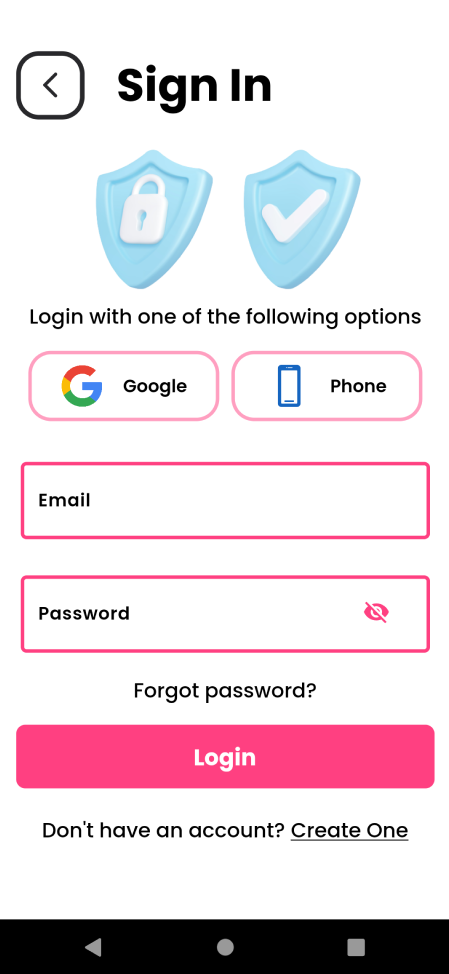 Sign In
Login with one of the following options
Google
Phone
Email
Password
Forgot password?
Login
Don't have an account? Create One